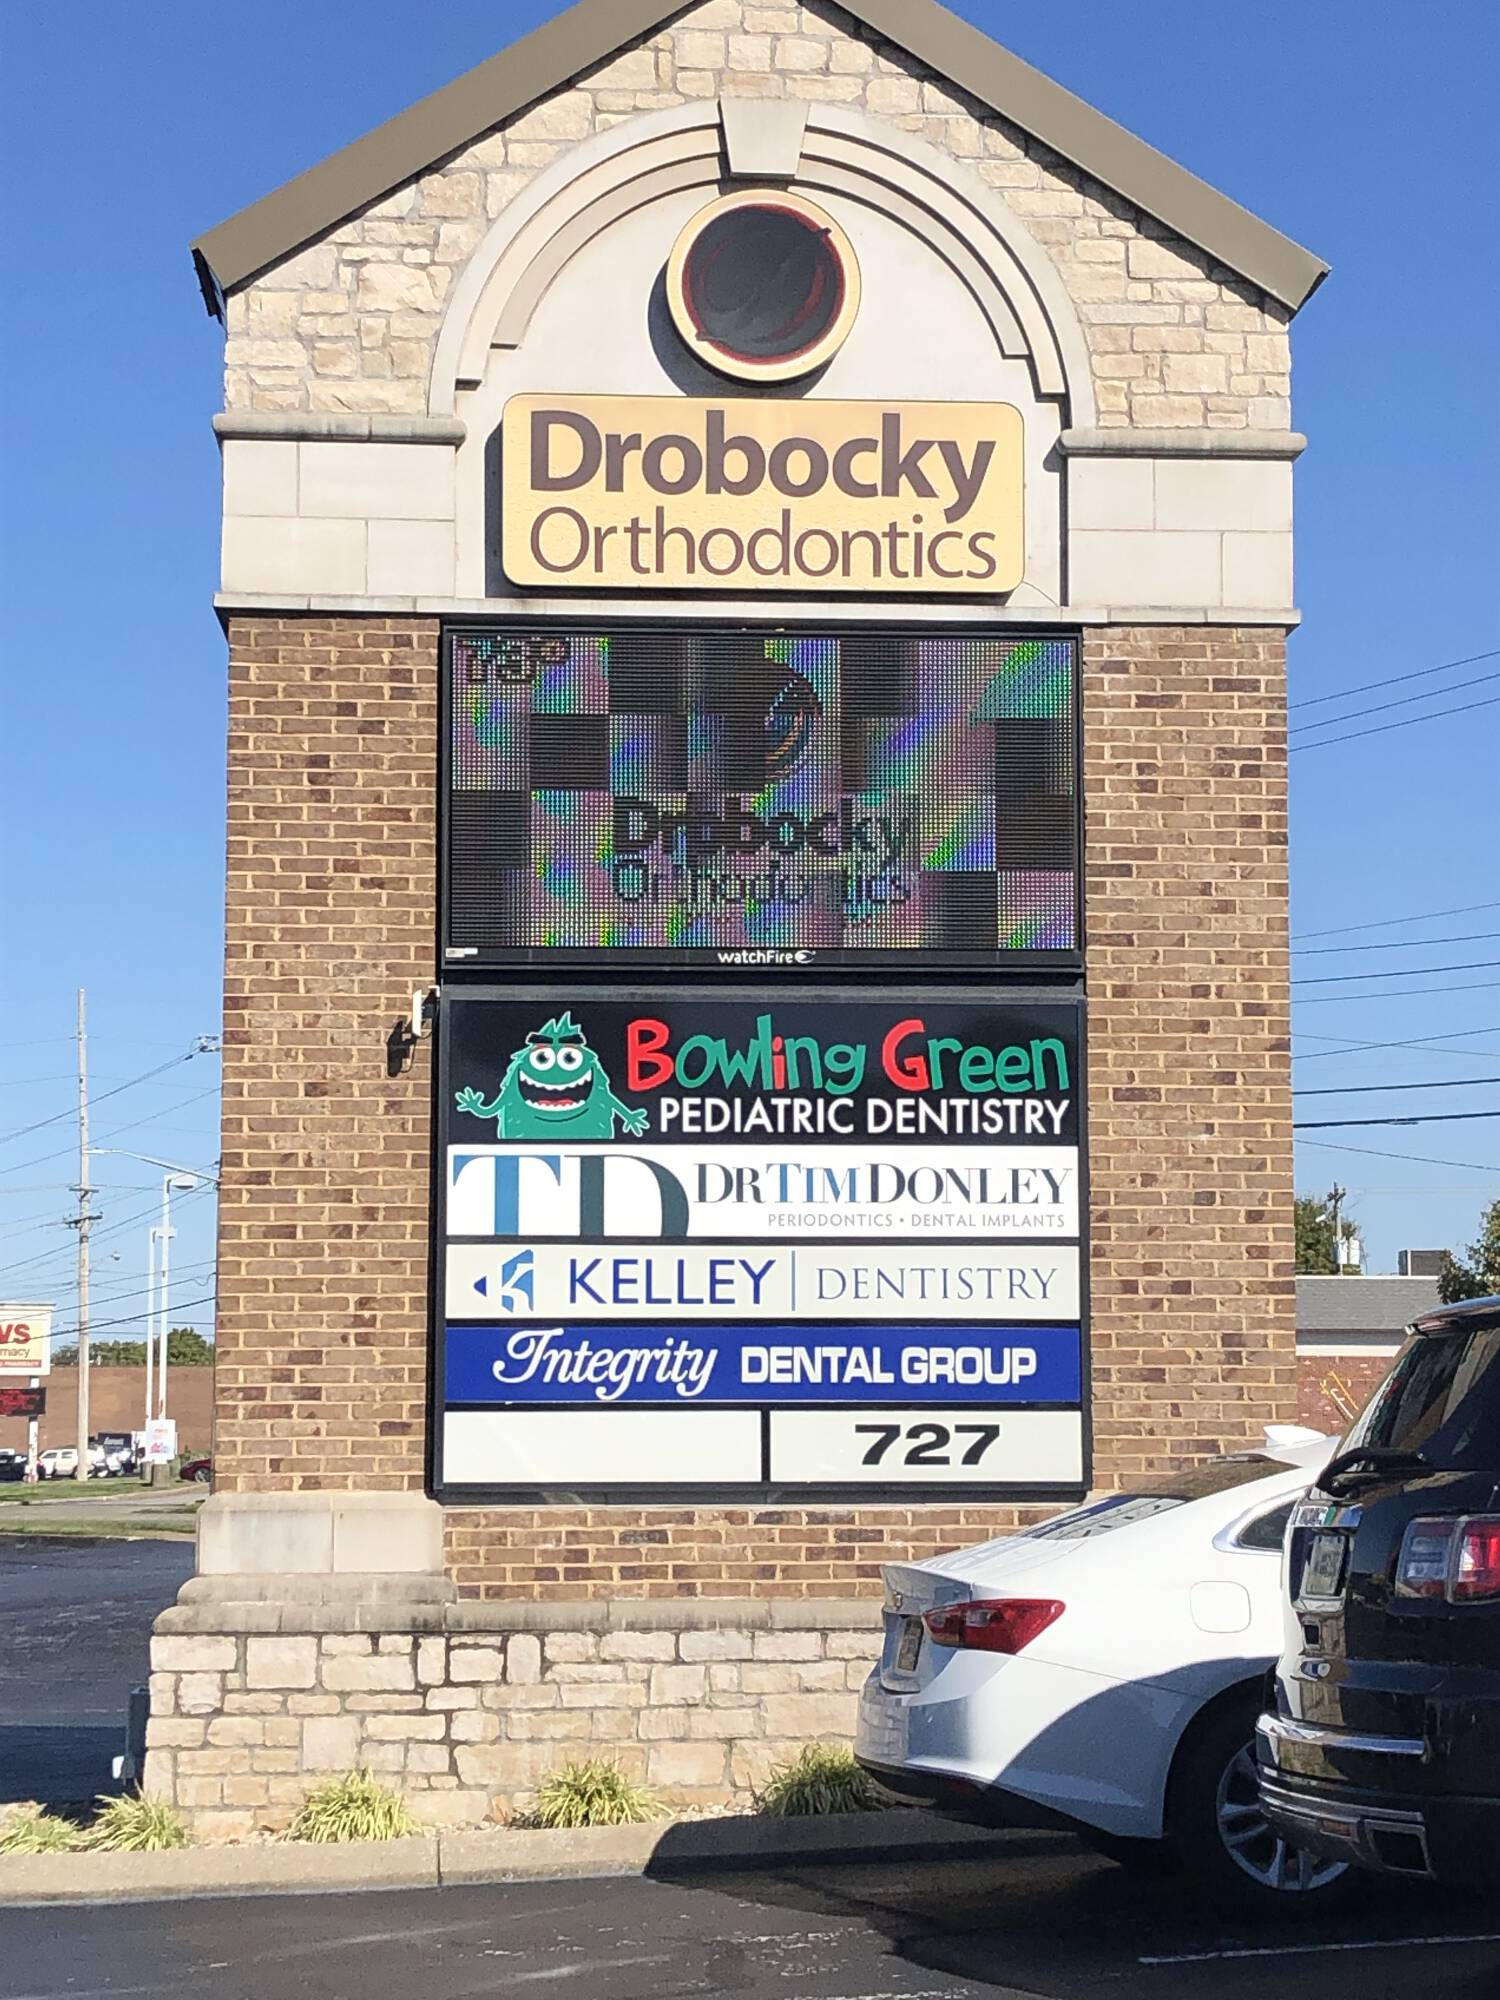 Drobocky
Orthodontics
78°
Drobocky
Orthodontics
watchFire
Bowling Green
PEDIATRIC DENTISTRY
TD DR TIM DONLEY
PERIODONTICS • DENTAL IMPLANTS
K KELLEY DENTISTRY
Integrity DENTAL GROUP
727